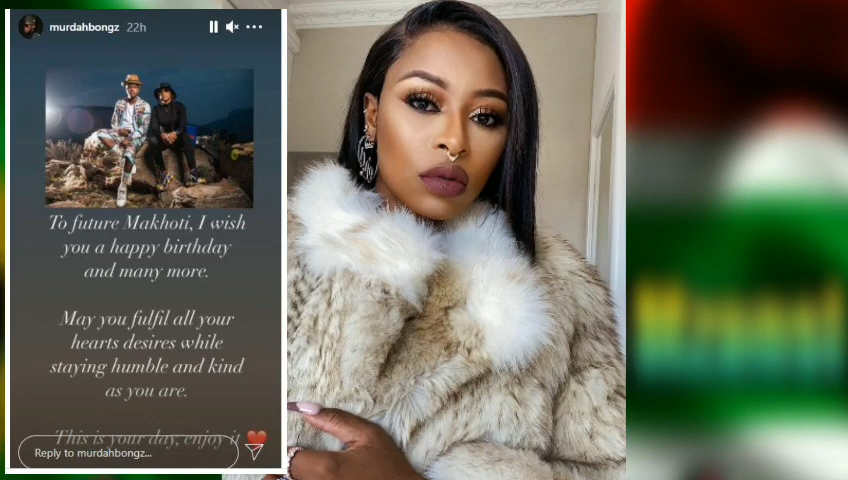 murdahbongz 22h
To future Makhoti, I wish
you a happy birthday
and many more.
May you fulfil all your
hearts desires while
staying humble and kind
as you are.
This is your day, enjoy it ❤️
Reply to murdahbongz...